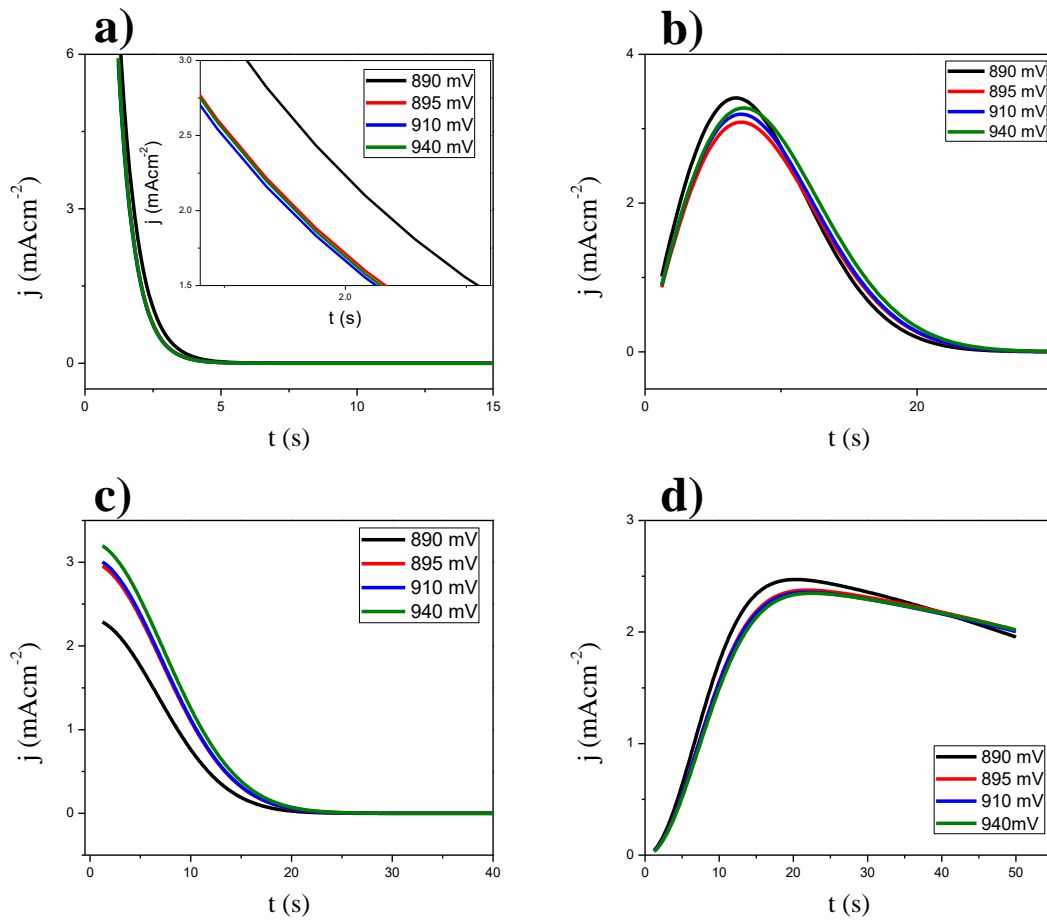 a)
6
3
0
0
5
10
15
j (mAcm-2)
t (s)
3.0
2.5
2.0
1.5
2.0
j (mAcm-2)
t (s)
890 mV
895 mV
910 mV
940 mV
b)
4
2
0
0
20
j (mAcm-2)
t (s)
890 mV
895 mV
910 mV
940 mV
c)
3
2
1
0
0
10
20
30
40
j (mAcm-2)
t (s)
890 mV
895 mV
910 mV
940 mV
d)
3
2
1
0
0
10
20
30
40
50
j (mAcm-2)
t (s)
890 mV
895 mV
910 mV
940mV